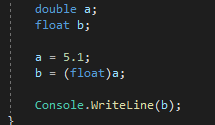 double a;
float b;
a = 5.1;
b = (float)a;
Console.WriteLine(b);
}